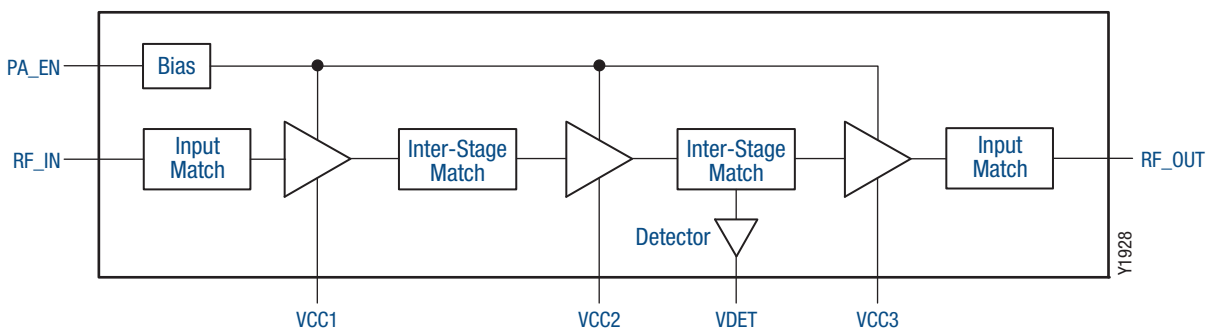 PA_EN
Bias
RF_IN
Input
Match
Inter-Stage
Match
Inter-Stage
Match
Input
Match
RF_OUT
Detector
Y1928
VCC1
VCC2
VDET
VCC3